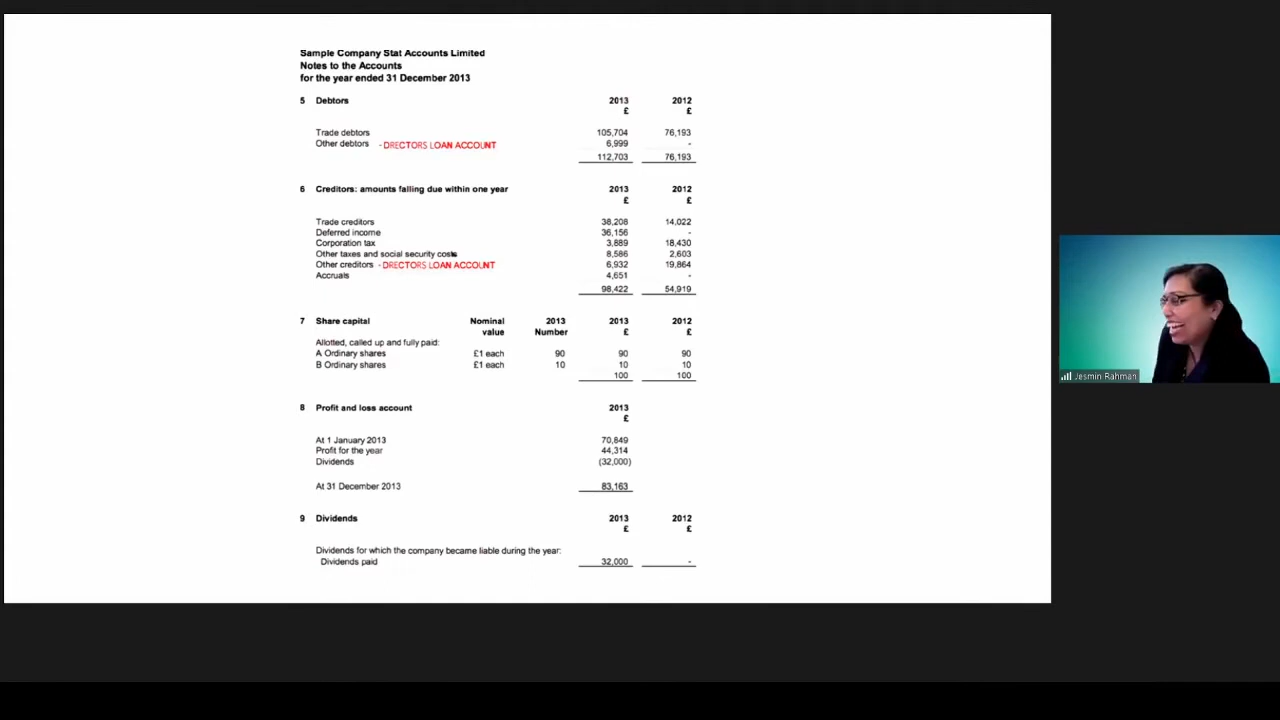 Sample Company Stat Accounts Limited
Notes to the Accounts
for the year ended 31 December 2013
5 Debtors 2013 2012
£ £
Trade debtors 105,704 76,193
Other debtors - DRECTORS LOAN ACCOUNT 6,999 -
112,703 76,193
6 Creditors: amounts falling due within one year 2013 2012
£ £
Trade creditors 38,208 14,022
Deferred income 36,156 -
Corporation tax 3,889 18,430
Other taxes and social security costs 8,586 2,603
Other creditors - DRECTORS LOAN ACCOUNT 6,932 19,864
Accruals 4,651 -
98,422 54,919
7 Share capital Nominal 2013 2013 2012
value Number £ £
Allotted, called up and fully paid:
A Ordinary shares £1 each 90 90 90
B Ordinary shares £1 each 10 10 10
100 100
8 Profit and loss account 2013
£
At 1 January 2013 70,849
Profit for the year 44,314
Dividends (32,000)
At 31 December 2013 83,163
9 Dividends 2013 2012
£ £
Dividends for which the company became liable during the year:
Dividends paid 32,000 -
Jesmin Rahman